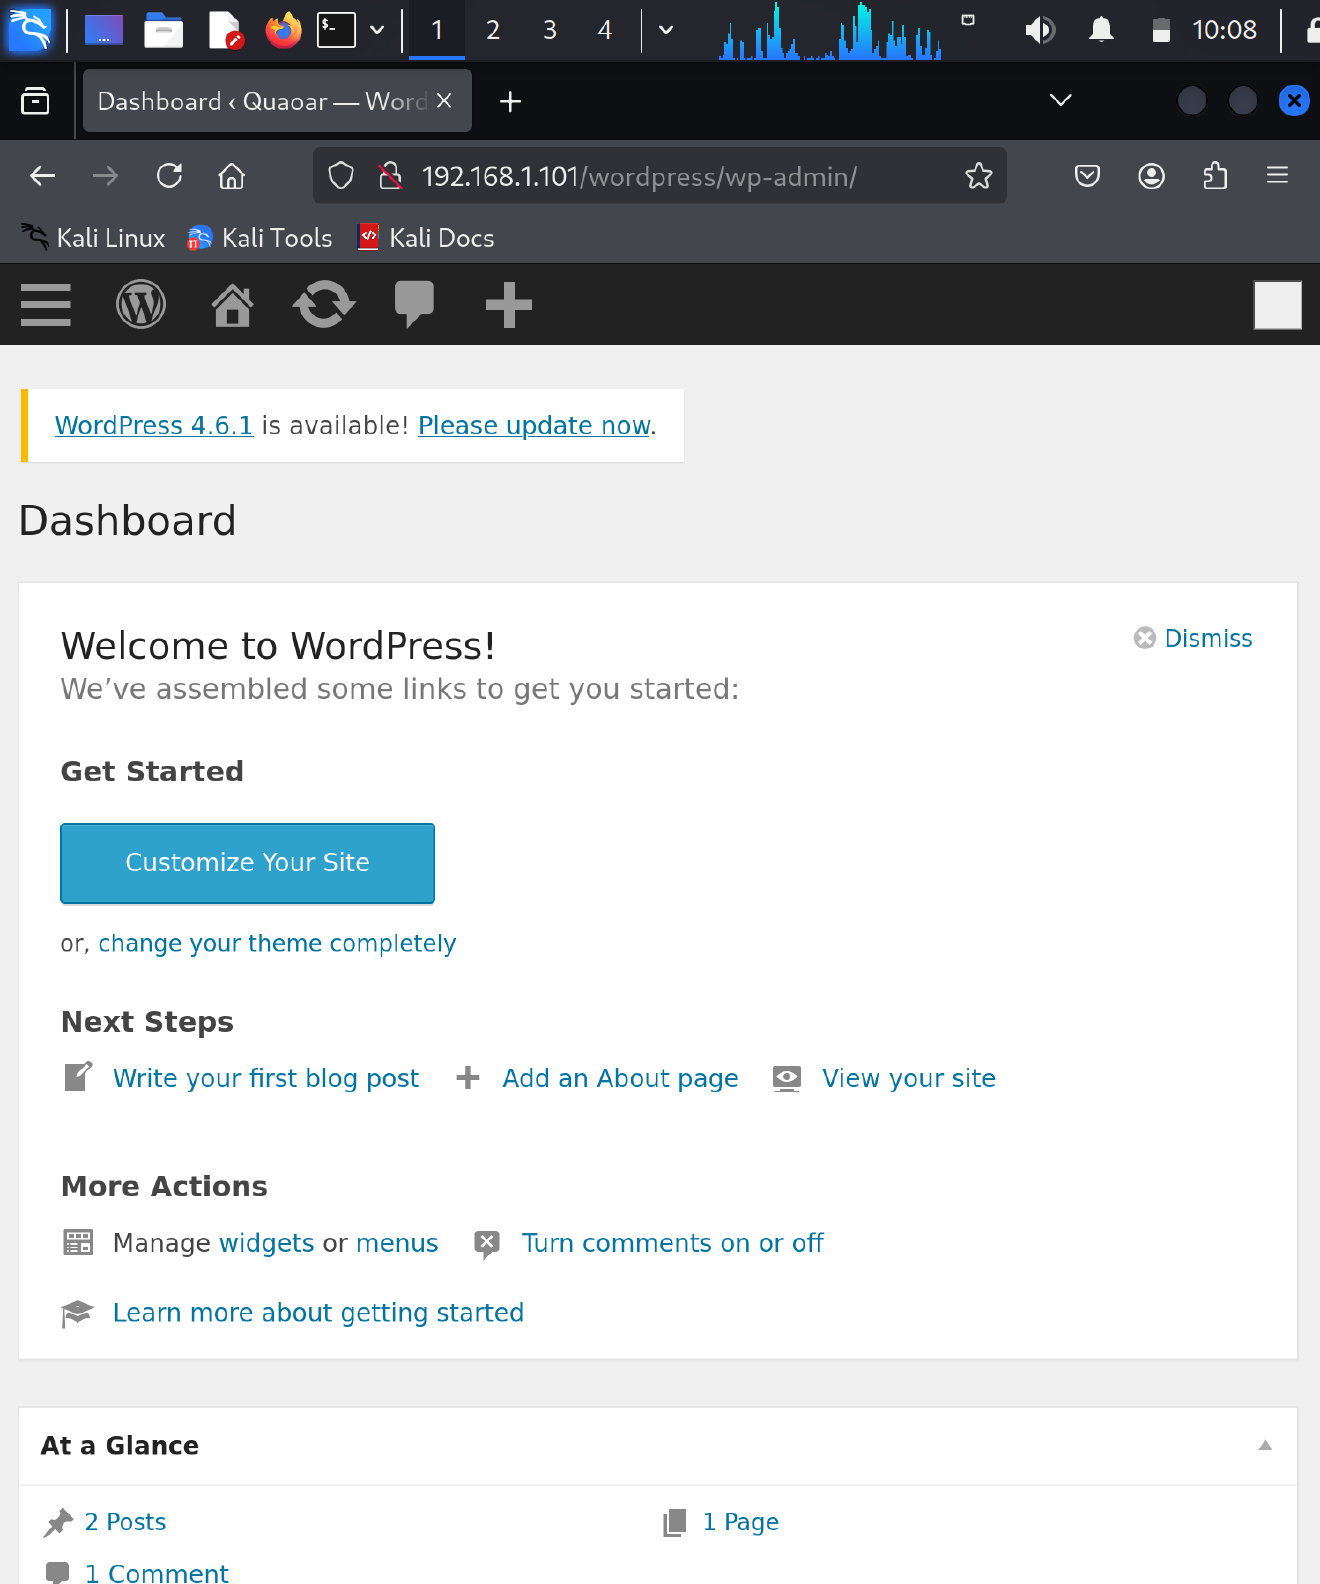 1 2 3 4 10:08
Dashboard ‹ Quaoar — Word
192.168.1.101/wordpress/wp-admin/
Kali Linux Kali Tools Kali Docs
WordPress 4.6.1 is available! Please update now.
Dashboard
Welcome to WordPress!
Dismiss
We’ve assembled some links to get you started:
Get Started
Customize Your Site
or, change your theme completely
Next Steps
Write your first blog post Add an About page View your site
More Actions
Manage widgets or menus Turn comments on or off
Learn more about getting started
At a Glance
2 Posts 1 Page
1 Comment